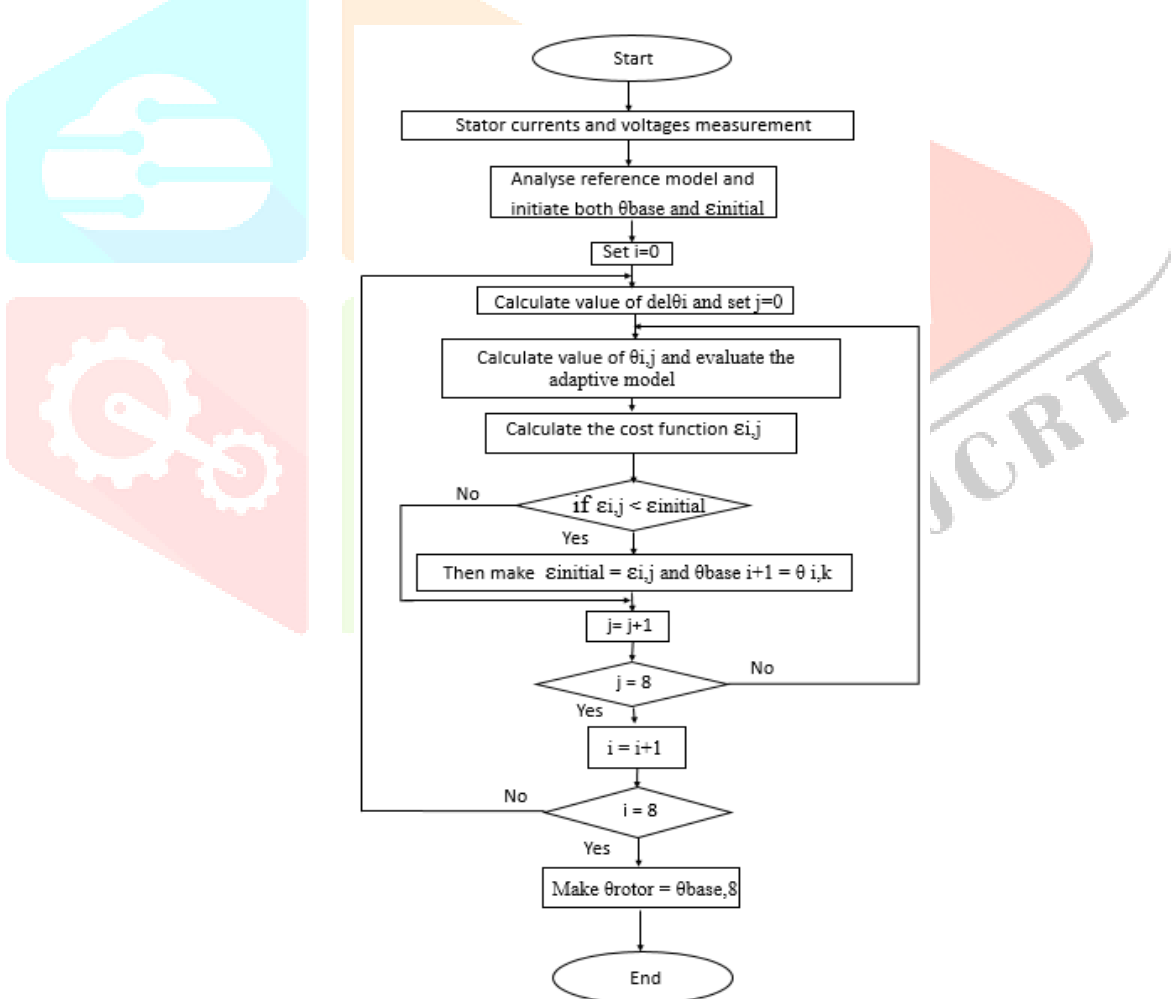 Start
Stator currents and voltages measurement
Analyse reference model and
initiate both θbase and εinitial
Set i=0
Calculate value of delθi and set j=0
Calculate value of θi,j and evaluate the
adaptive model
Calculate the cost function εi,j
No
if εi,j < εinitial
Yes
Then make εinitial = εi,j and θbase i+1 = θ i,k
j= j+1
No
j = 8
Yes
i = i+1
No
i = 8
Yes
Make θrotor = θbase,8
End
JCRT